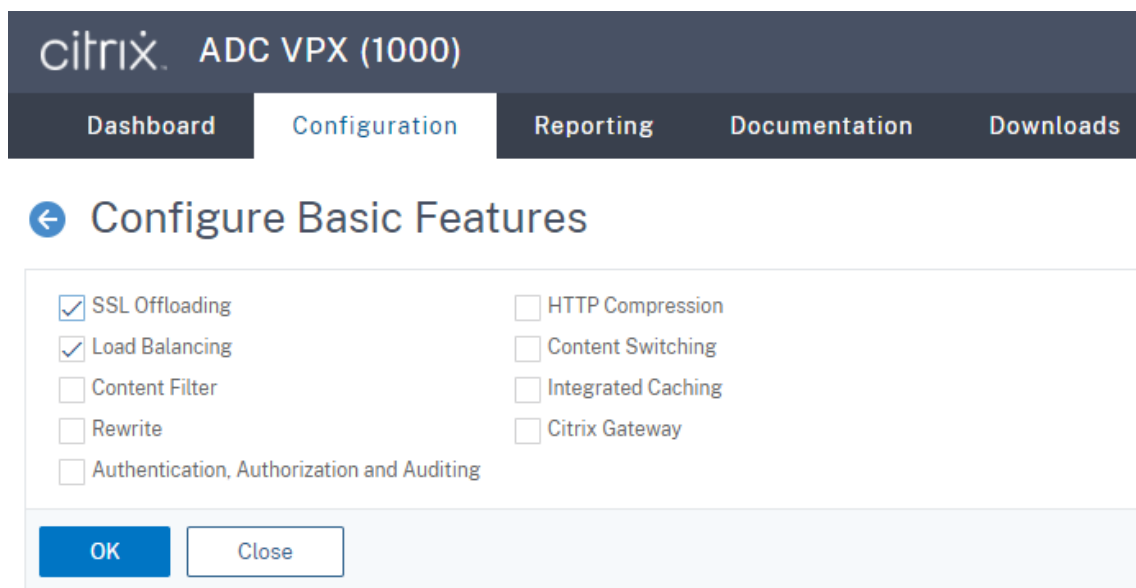 citrix. ADC VPX (1000)
Dashboard Configuration Reporting Documentation Downloads
Configure Basic Features
SSL Offloading HTTP Compression
Load Balancing Content Switching
Content Filter Integrated Caching
Rewrite Citrix Gateway
Authentication, Authorization and Auditing
OK Close